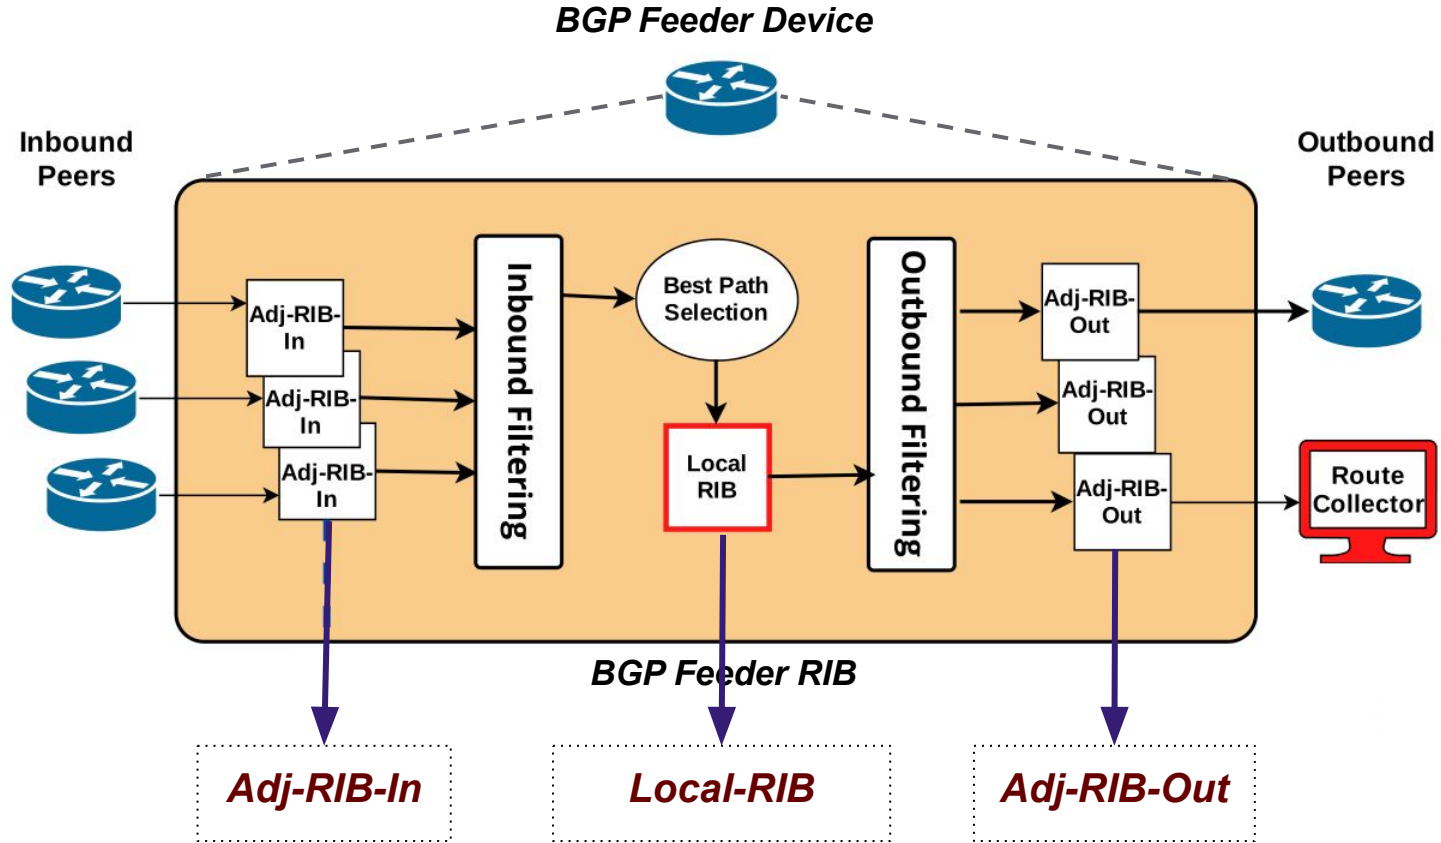 BGP Feeder Device
Inbound
Peers
Outbound
Peers
Adj-RIB-
In
Adj-RIB-
In
Adj-RIB-
In
Inbound Filtering
Best Path
Selection
Local
RIB
Outbound Filtering
Adj-RIB-
Out
Adj-RIB-
Out
Adj-RIB-
Out
Route
Collector
BGP Feeder RIB
Adj-RIB-In
Local-RIB
Adj-RIB-Out